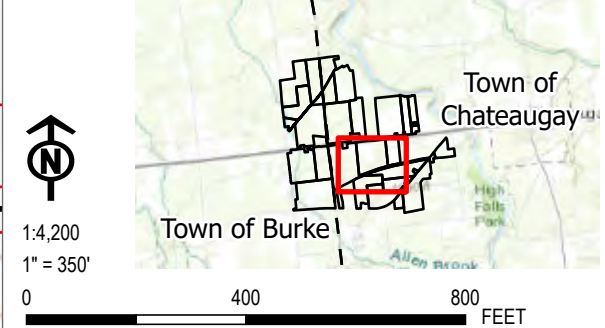 Town of
Chateaugay
N
High
Falls
Park
1:4,200
Town of Burke
Allen Brook
1" = 350'
0 400 800
FEET